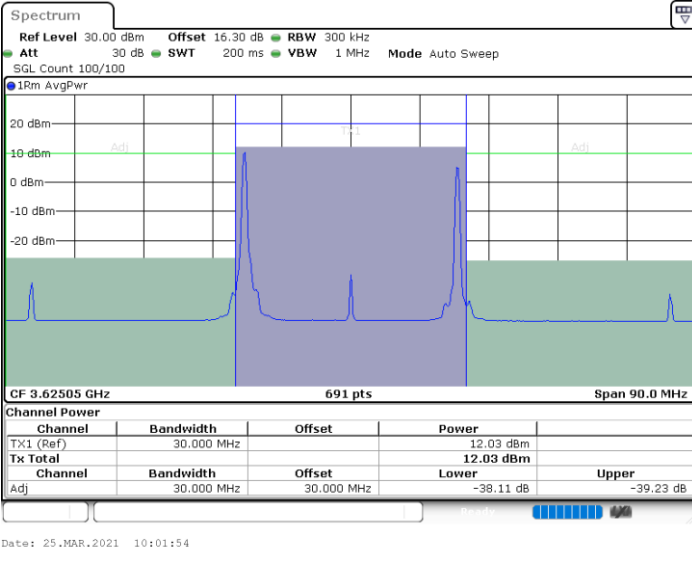 Spectrum
Ref Level 30.00 dBm Offset 16.30 dB RBW 300 kHz
Att 30 dB SWT 200 ms VBW 1 MHz Mode Auto Sweep
SGL Count 100/100
1Rm AvgPwr
20 dBm
TX1
Adj Adj
10 dBm
0 dBm
-10 dBm
-20 dBm
CF 3.62505 GHz 691 pts Span 90.0 MHz
Channel Power
Channel Bandwidth Offset Power
TX1 (Ref) 30.000 MHz 12.03 dBm
Tx Total 12.03 dBm
Channel Bandwidth Offset Lower Upper
Adj 30.000 MHz 30.000 MHz -38.11 dB -39.23 dB
Ready
Date: 25.MAR.2021 10:01:54